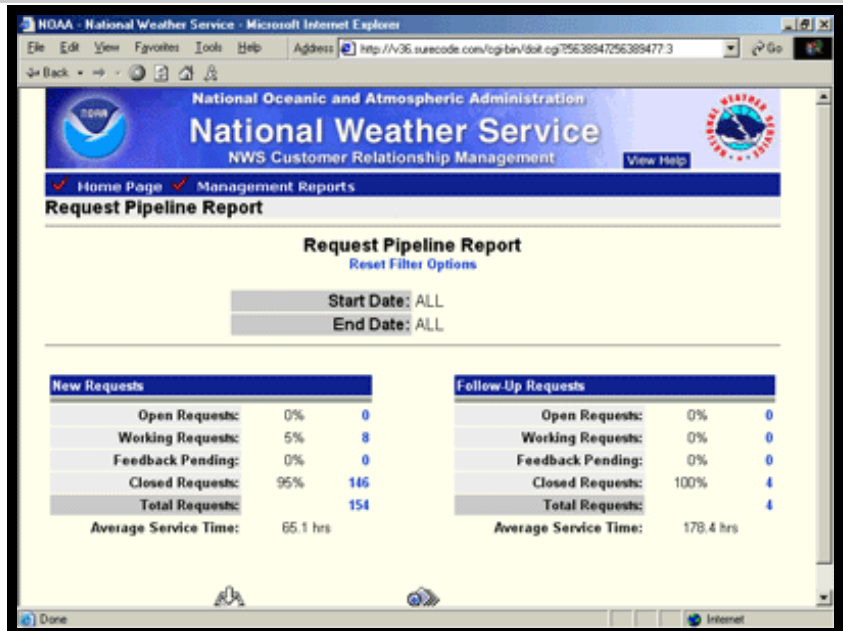 NOAA - National Weather Service - Microsoft Internet Explorer
File Edit View Favorites Tools Help Address http://v36.surecode.com/cgi-bin/doit.cgi?56389472563894773 Go
Back
National Oceanic and Atmospheric Administration
NOAA
National Weather Service
NWS Customer Relationship Management
View Help
NATIONAL WEATHER SERVICE
Home Page Management Reports
Request Pipeline Report
Request Pipeline Report
Reset Filter Options
Start Date: ALL
End Date: ALL
New Requests
Open Requests: 0% 0
Working Requests: 5% 8
Feedback Pending: 0% 0
Closed Requests: 95% 146
Total Requests: 154
Average Service Time: 65.1 hrs
Follow-Up Requests
Open Requests: 0% 0
Working Requests: 0% 0
Feedback Pending: 0% 0
Closed Requests: 100% 4
Total Requests: 4
Average Service Time: 178.4 hrs
Done Internet